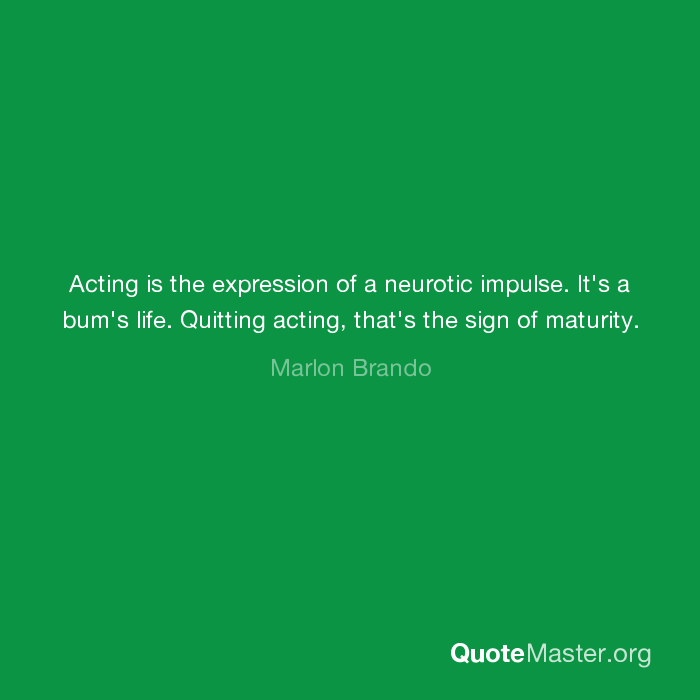 Acting is the expression of a neurotic impulse. It's a
bum's life. Quitting acting, that's the sign of maturity.
Marlon Brando
QuoteMaster.org